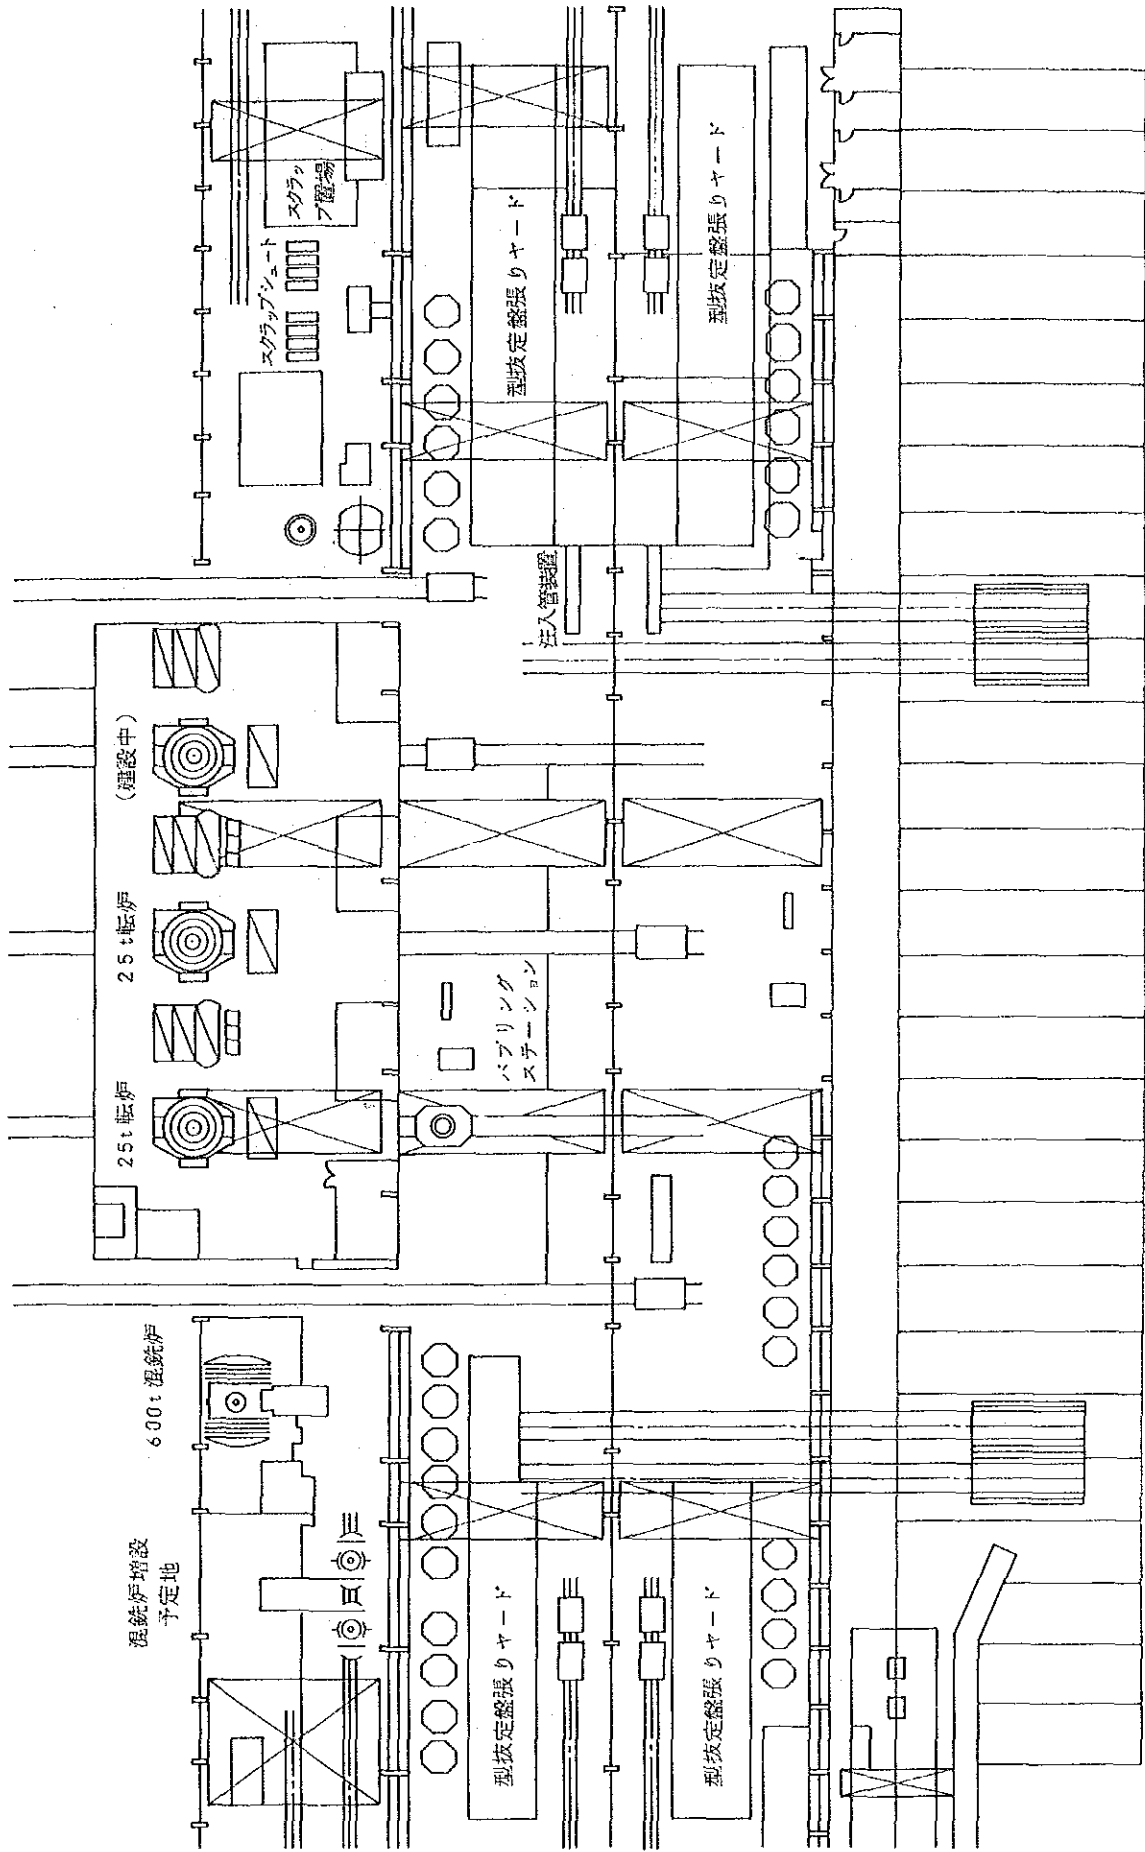 混銑炉増設
予定地
600t混銑炉
25t転炉
25t転炉
(建設中)
スクラップシュート
スクラッ
プ置場
バブリング
ステーション
注入管装置
型抜定盤張りヤード
型抜定盤張りヤード
型抜定盤張りヤード
型抜定盤張りヤード